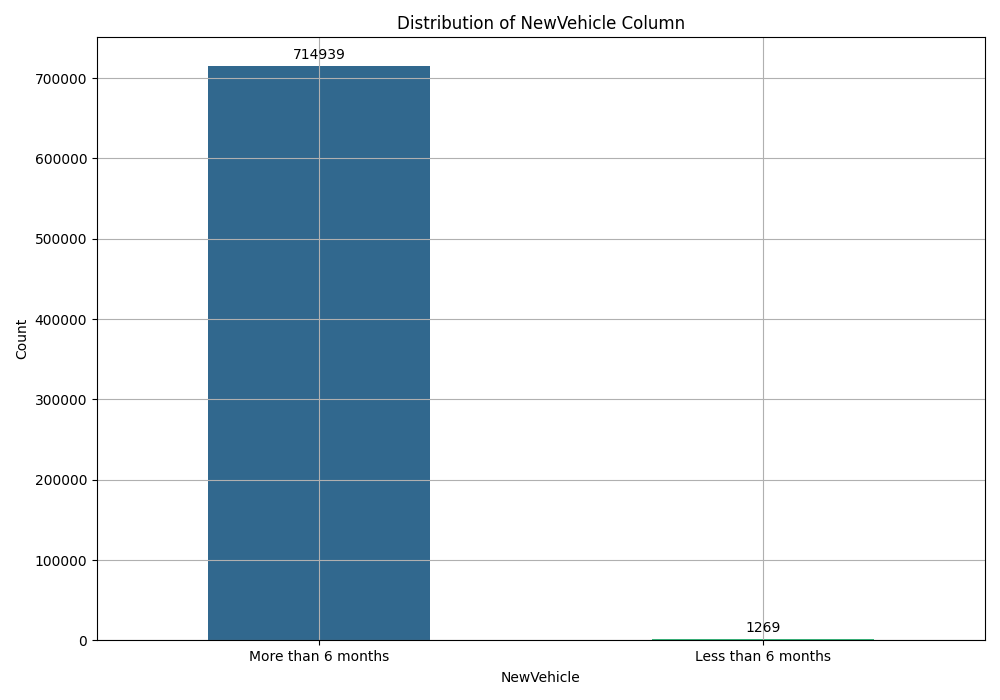 Distribution of NewVehicle Column
714939
700000
600000
500000
400000
300000
200000
100000
0
Count
1269
More than 6 months
Less than 6 months
NewVehicle